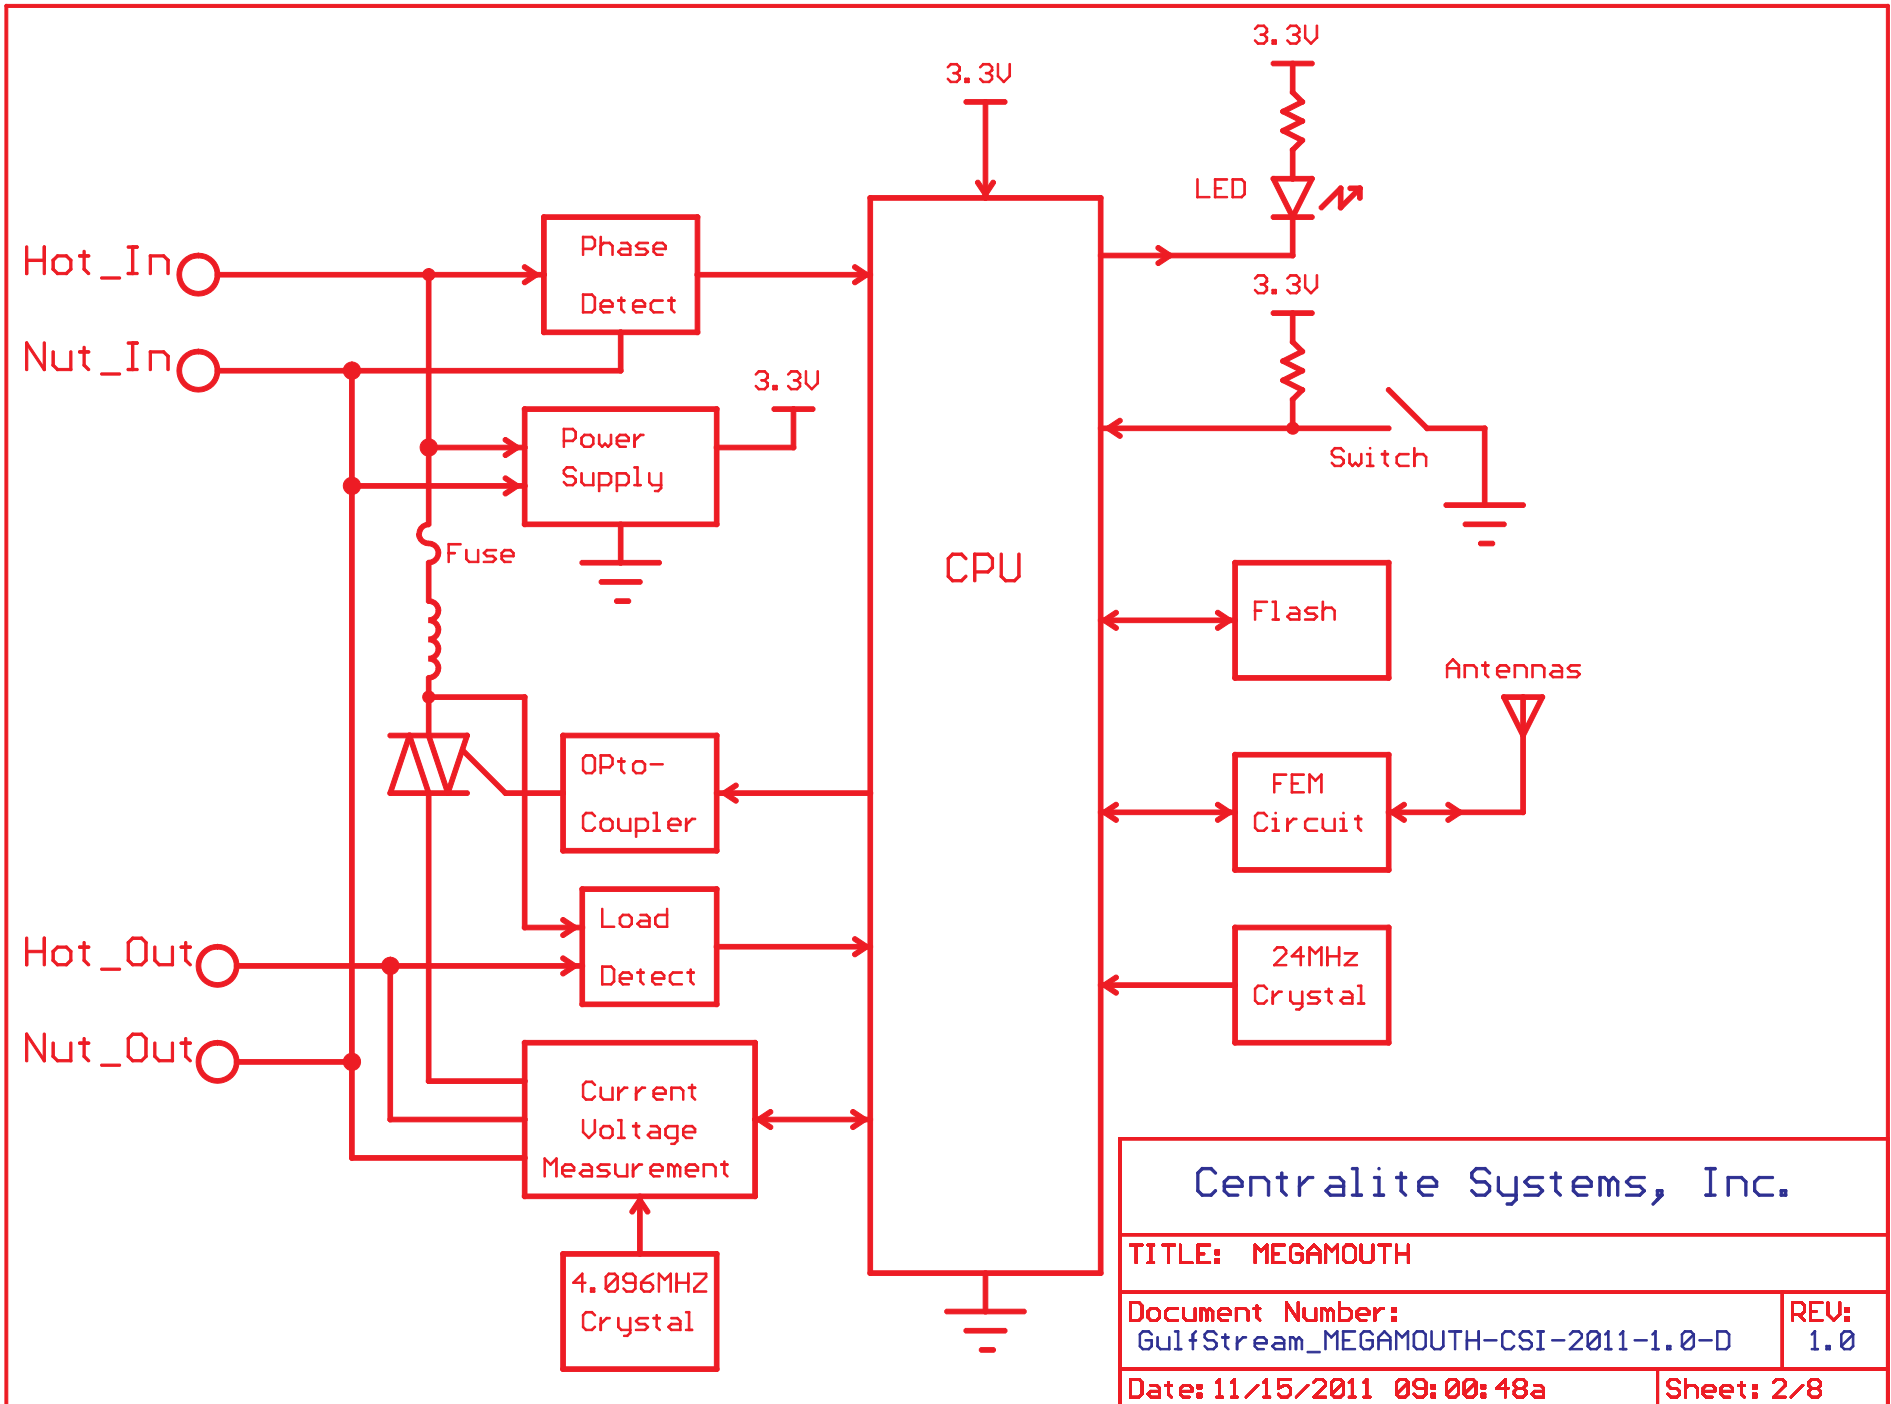 3.3V
3.3V
LED
Phase
Detect
Hot_In
Nut_In
3.3V
3.3V
Power
Supply
Switch
Fuse
CPU
Flash
Antennas
OPto-
Coupler
FEM
Circuit
Load
Detect
Hot_Out
24MHz
Crystal
Nut_Out
Current
Voltage
Measurement
4.096MHZ
Crystal
Centralite Systems, Inc.
TITLE: MEGAMOUTH
Document Number:
GulfStream_MEGAMOUTH-CSI-2011-1.0-D
REV:
1.0
Date: 11/15/2011 09:00:48a
Sheet: 2/8